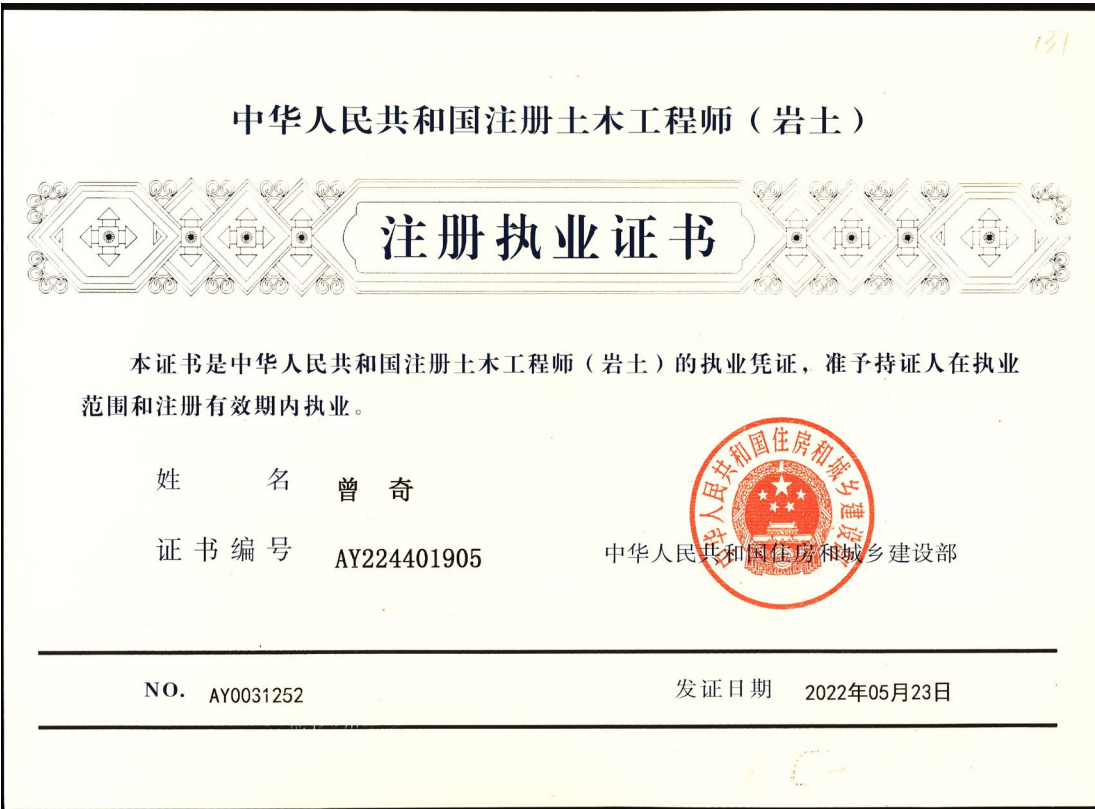 131
中华人民共和国注册土木工程师（岩土）
注册执业证书
本证书是中华人民共和国注册土木工程师（岩土）的执业凭证，准予持证人在执业
范围和注册有效期内执业。
姓 名 曾 奇
中华人民共和国住房和城乡建设部
证书编号 AY224401905
中华人民共和国住房和城乡建设部
NO. AY0031252
发证日期 2022年05月23日